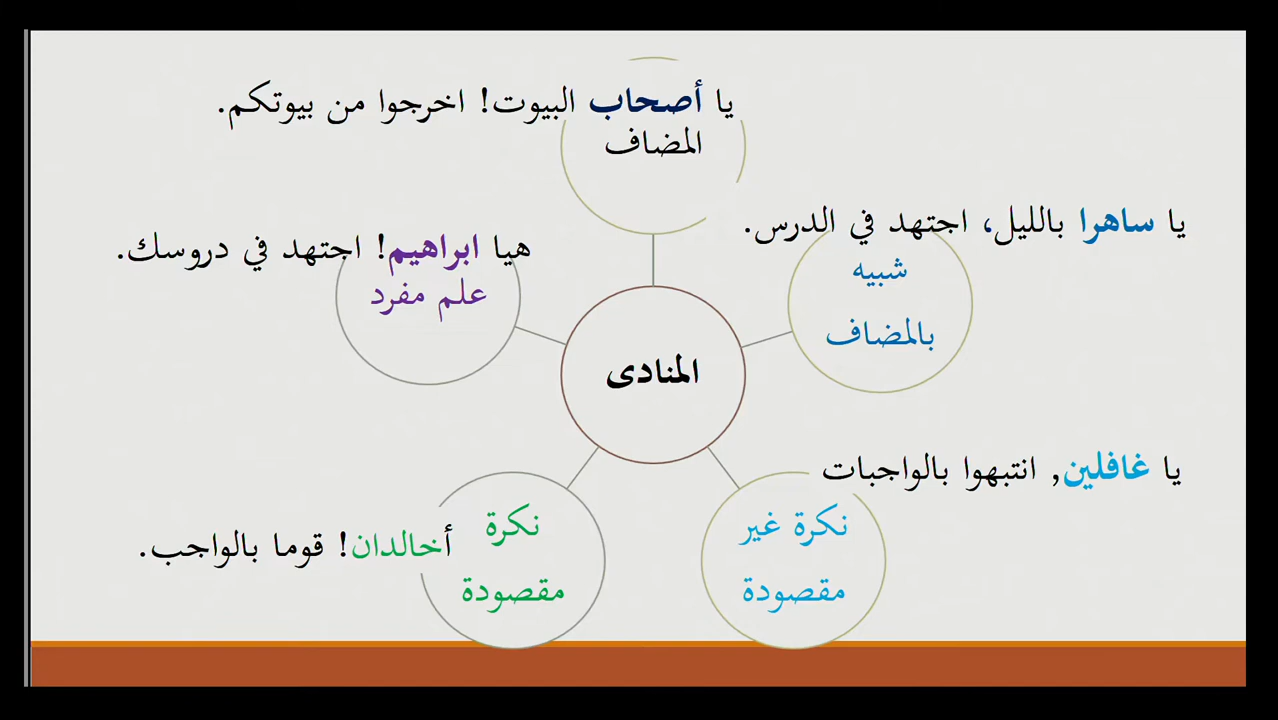 يا أصحاب البيوت! اخرجوا من بيوتكم.
المضاف
يا ساهرا بالليل، اجتهد في الدرس.
شبيه
بالمضاف
هيا ابراهيم! اجتهد في دروسك.
علم مفرد
المنادى
يا غافلين, انتبهوا بالواجبات
نكرة غير
مقصودة
أخالدان! قوما بالواجب.
نكرة
مقصودة